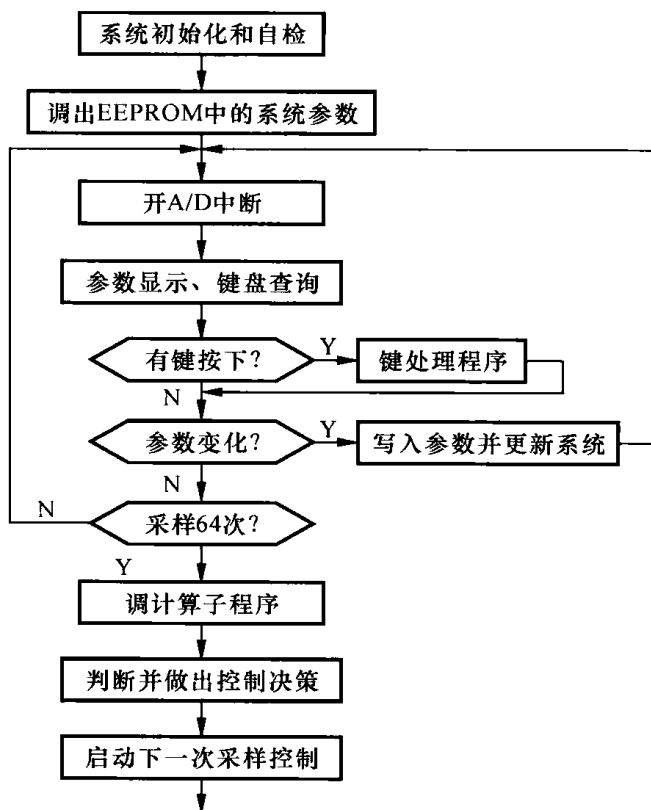 系统初始化和自检
调出EEPROM中的系统参数
开A/D中断
参数显示、键盘查询
有键按下?
Y
键处理程序
N
参数变化?
Y
写入参数并更新系统
N
N
采样64次?
Y
调计算子程序
判断并做出控制决策
启动下一次采样控制